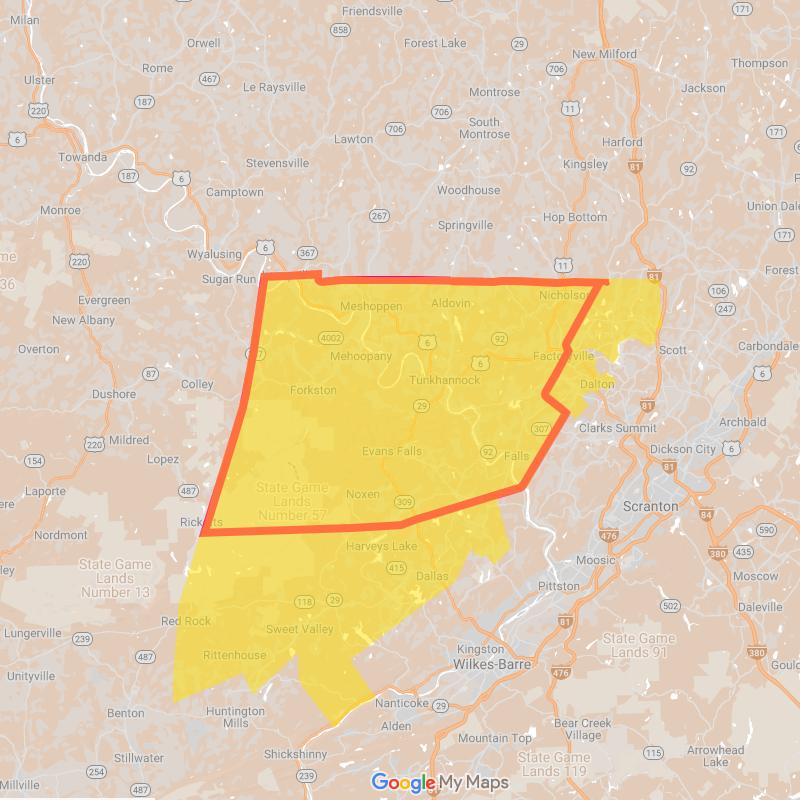 Friendsville
Milan
858
171
Orwell
Forest Lake
29
New Milford
Rome
706
Thompson
Ulster
467
Le Raysville
Montrose
Jackson
187
11
220
706
706
South
Montrose
171
6
Lawton
Harford
Towanda
Stevensville
Kingsley
81
187
6
92
Camptown
Woodhouse
Monroe
267
Hop Bottom
Union Dale
Springville
171
Wyalusing
6
367
220
11
Forest
36
Sugar Run
81
Evergreen
Meshoppen
Aldovin
Nicholson
106
New Albany
247
4002
6
92
Overton
Mehoopany
Factoryville
Scott
Carbondale
6
87
Colley
Forkston
Tunkhannock
Dalton
6
Dushore
29
81
Archbald
220
Mildred
307
Clarks Summit
Evans Falls
92
Falls
Dickson City
6
154
Lopez
81
Laporte
487
State Game
Lands
Number 57
Noxen
309
Scranton
84
Ricketts
590
Nordmont
476
Harveys Lake
380
435
State Game
Lands
Number 13
415
Dallas
Moosic
Moscow
Pittston
118
29
502
Daleville
Red Rock
81
Lungerville
239
Sweet Valley
State Game
Lands 91
487
Rittenhouse
Kingston
380
Wilkes-Barre
Unityville
476
Nanticoke
29
Benton
Huntington
Mills
Alden
Bear Creek
Village
Mountain Top
Stillwater
Shickshinny
115
Arrowhead
Lake
State Game
Lands 119
254
239
487
Millville
Google My Maps